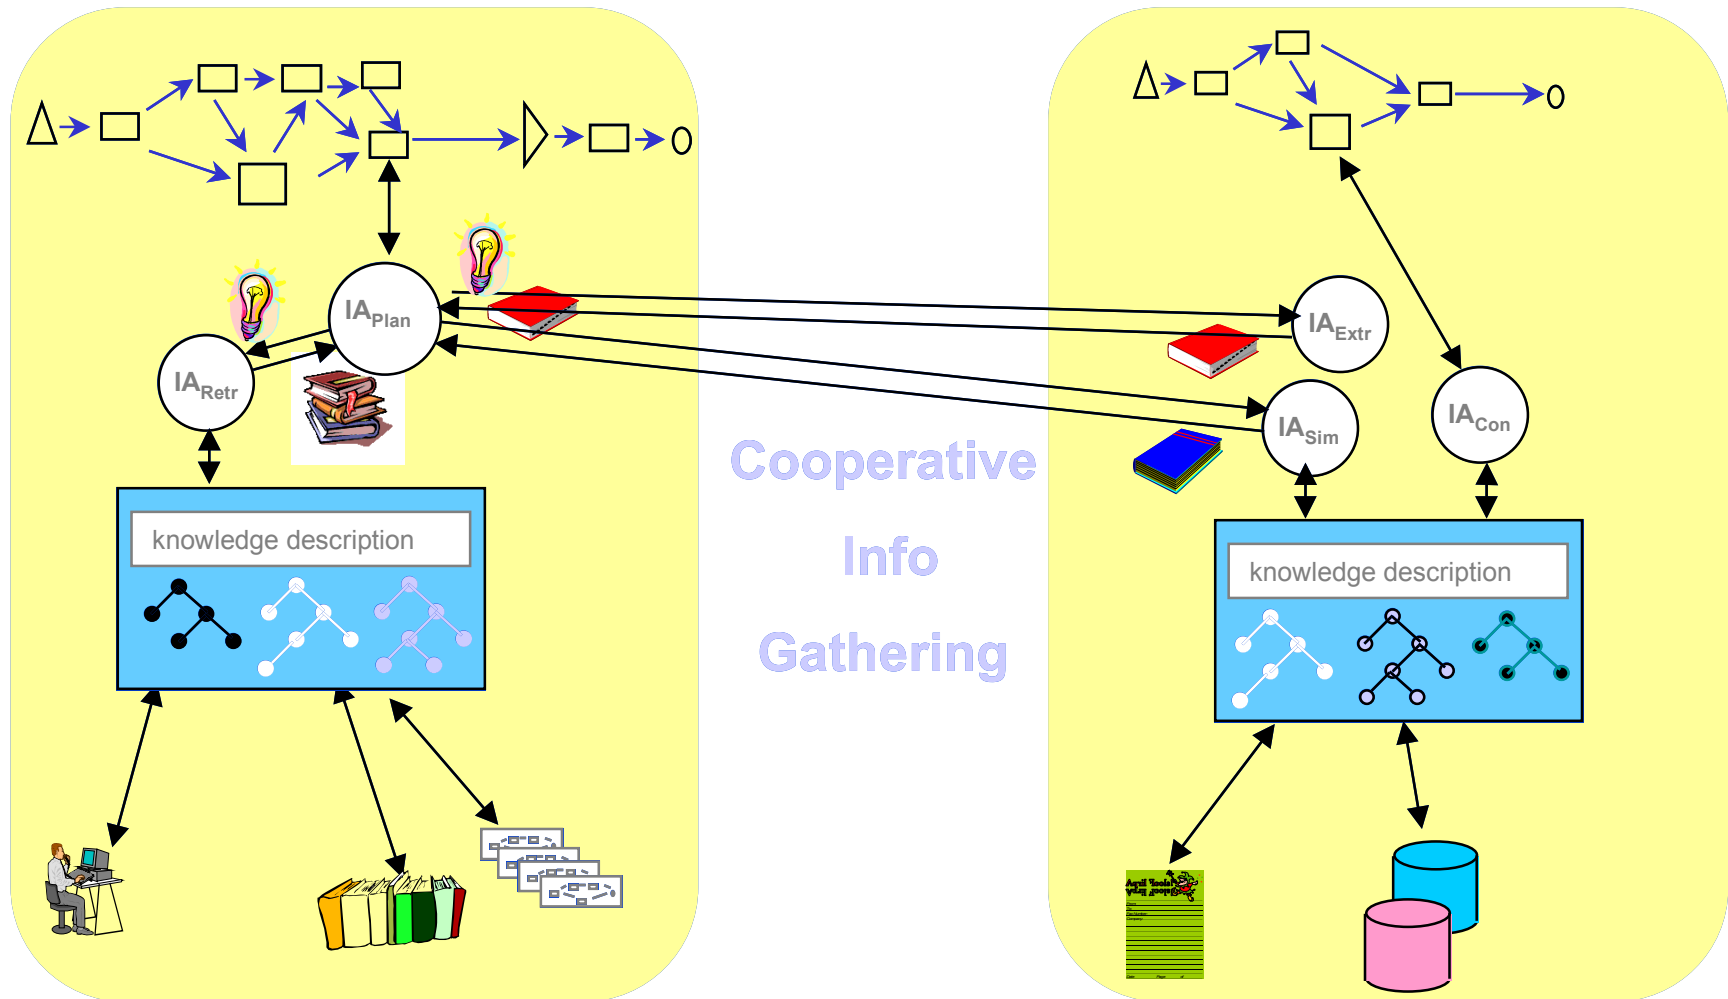 IAPlan
IARetr
IAExtr
IASim
IACon
Cooperative
Info
Gathering
knowledge description
knowledge description